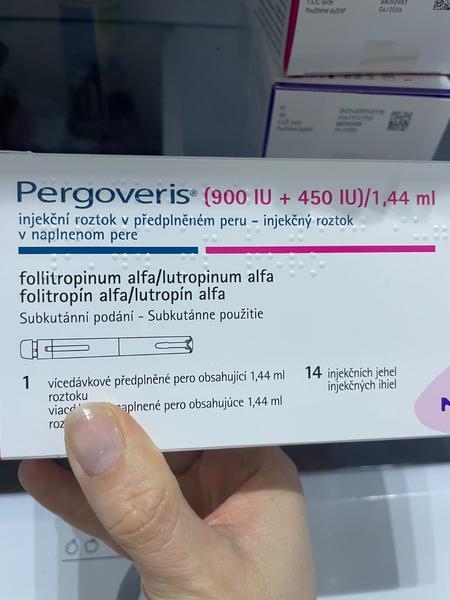 04/2026
Pergoveris® (900 IU + 450 IU)/1,44 ml
injekční roztok v předplněném peru – injekčný roztok
v naplnenom pere
follitropinum alfa/lutropinum alfa
folitropín alfa/lutropín alfa
Subkutánní podání – Subkutánne použitie
1 vícedávkové předplněné pero obsahující 1,44 ml
roztoku
naplnené pero obsahujúce 1,44 ml
14 injekčních jehel
injekčných ihiel